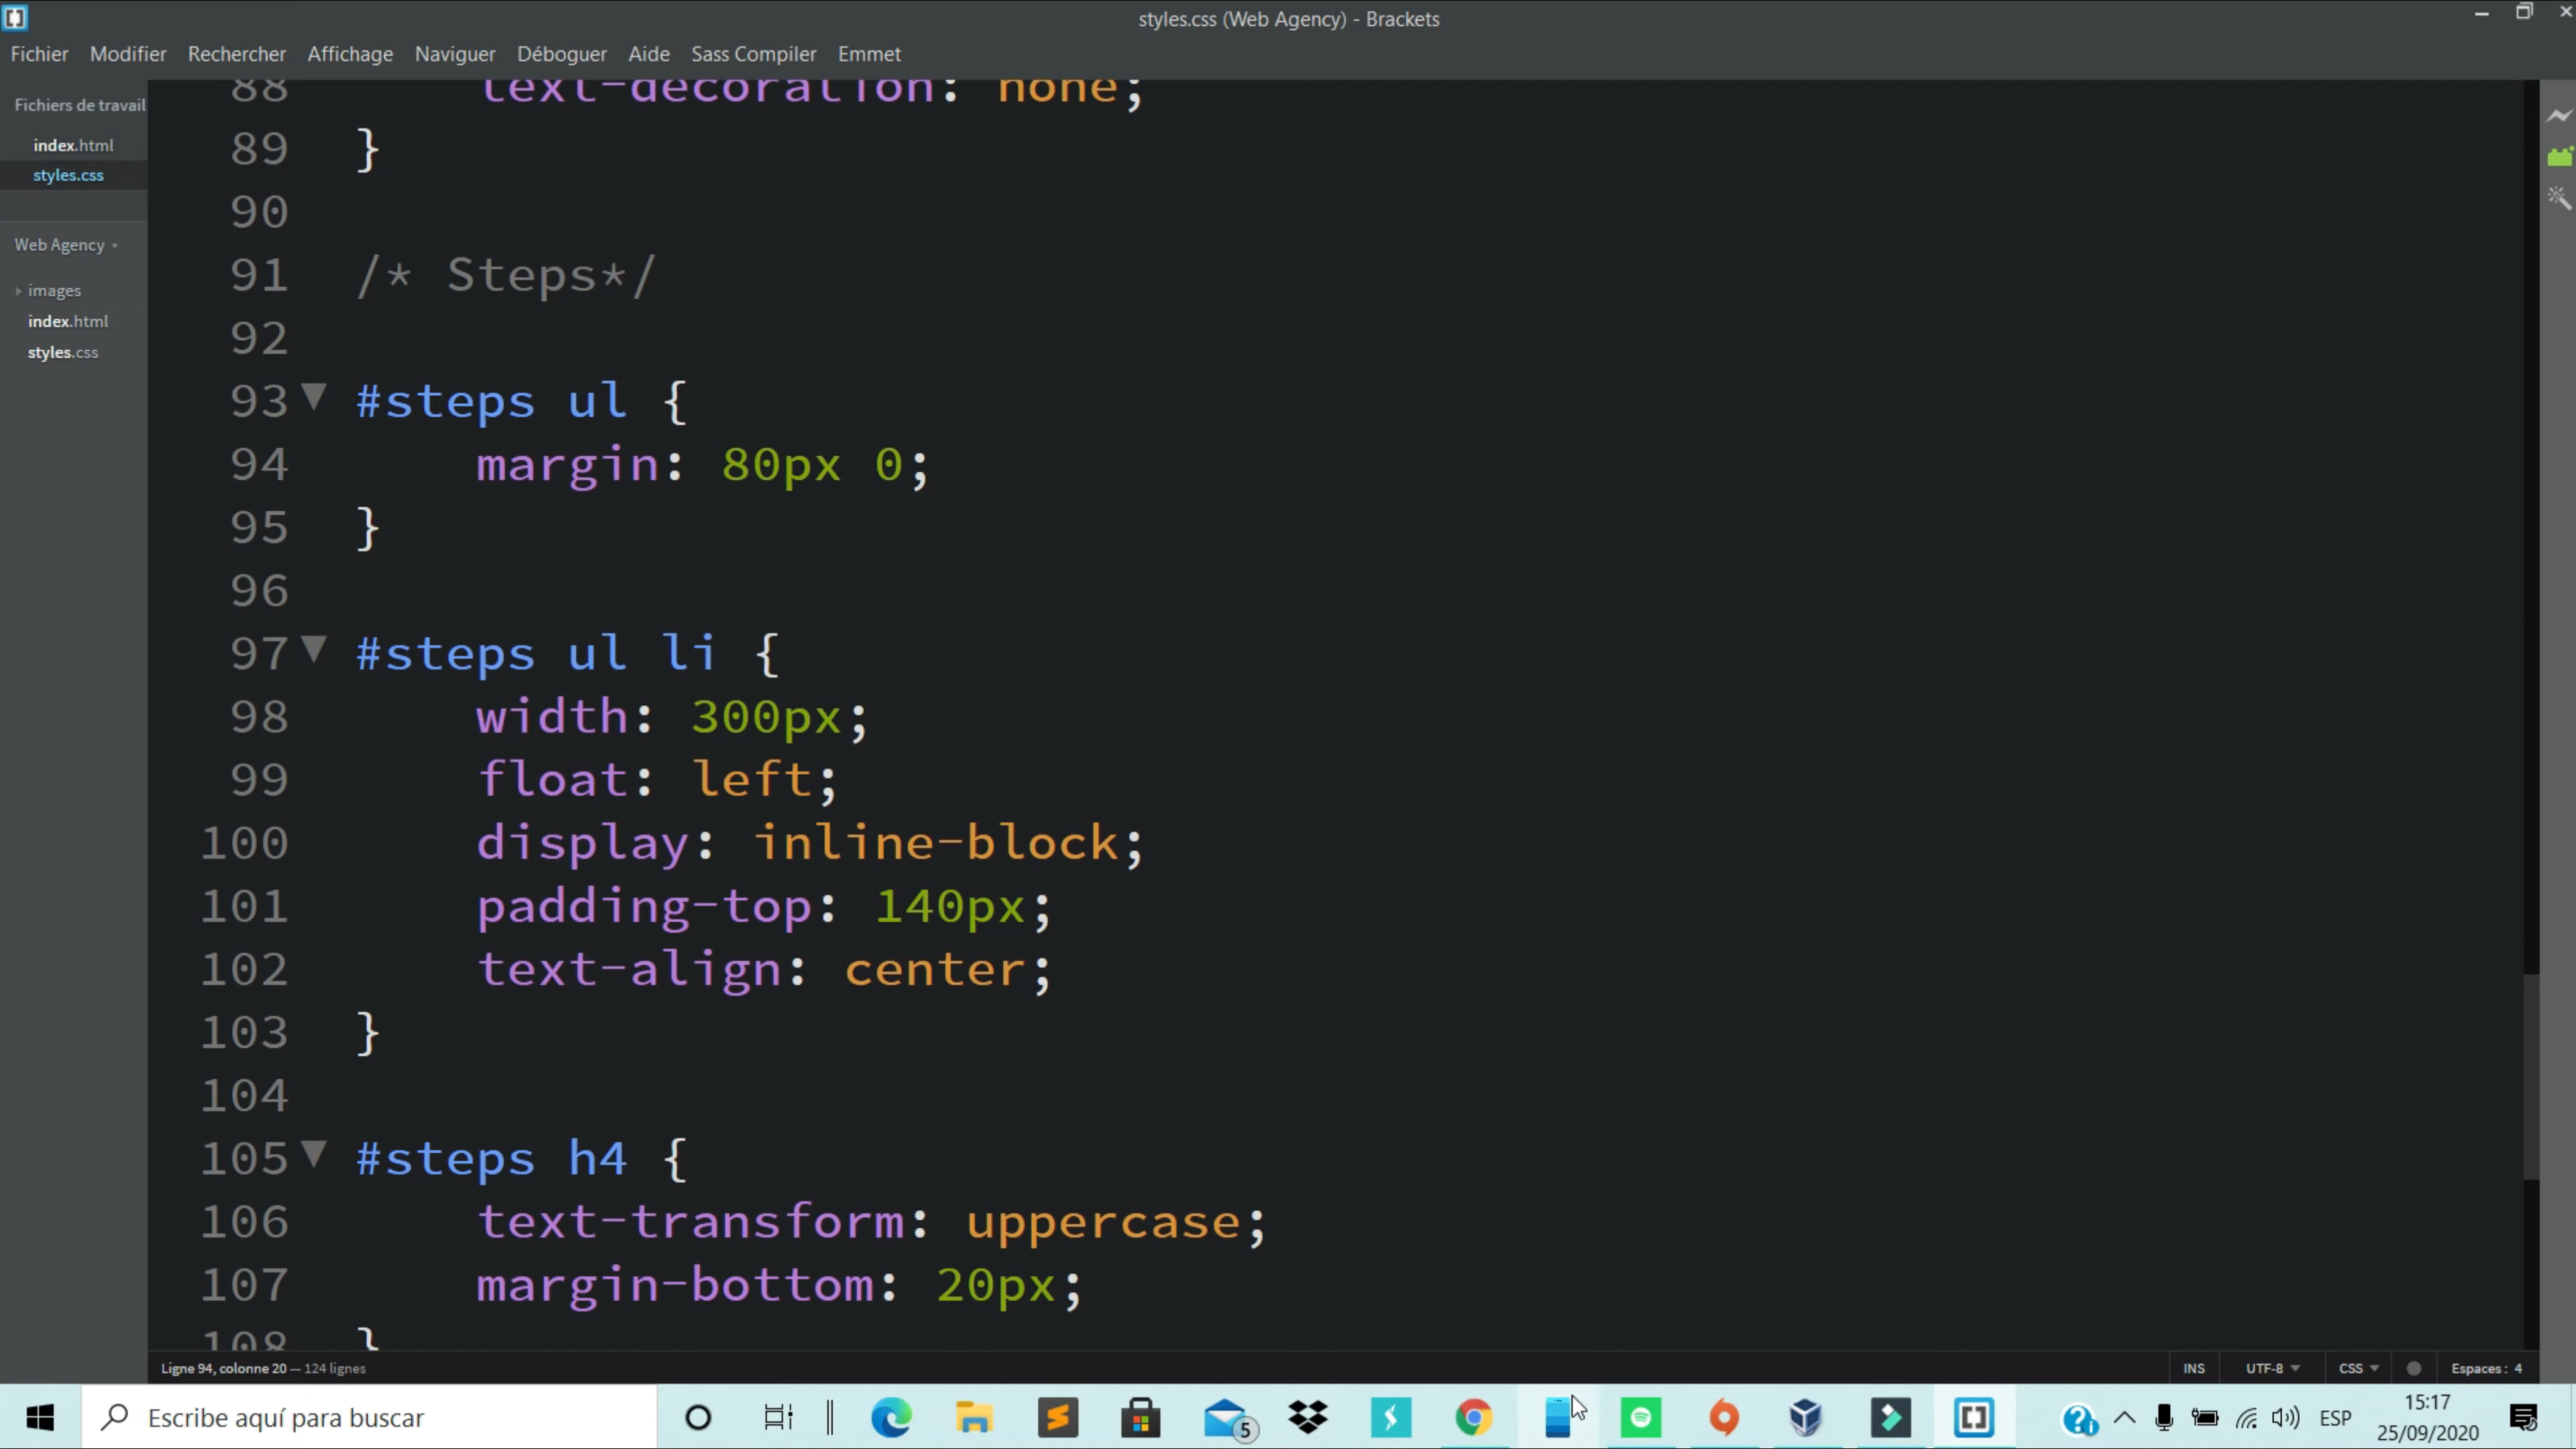 styles.css (Web Agency) - Brackets
Fichier Modifier Rechercher Affichage Naviguer Déboguer Aide Sass Compiler Emmet
Fichiers de travail
index.html
styles.css
Web Agency
images
index.html
styles.css
88 text-decoration: none;
89 }
90
91 /* Steps*/
92
93 #steps ul {
94 margin: 80px 0;
95 }
96
97 #steps ul li {
98 width: 300px;
99 float: left;
100 display: inline-block;
101 padding-top: 140px;
102 text-align: center;
103 }
104
105 #steps h4 {
106 text-transform: uppercase;
107 margin-bottom: 20px;
108 }
Ligne 94, colonne 20 — 124 lignes
INS UTF-8 CSS Espaces : 4
Escribe aquí para buscar
5
ESP
15:17
25/09/2020